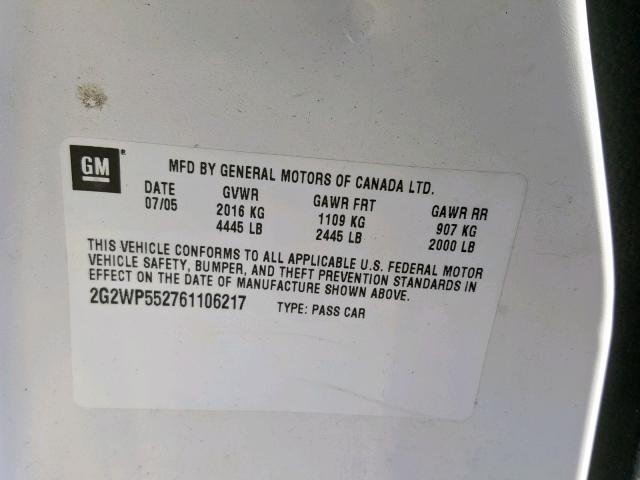 GM® MFD BY GENERAL MOTORS OF CANADA LTD.
DATE GVWR GAWR FRT GAWR RR
07/05 2016 KG 1109 KG 907 KG
4445 LB 2445 LB 2000 LB
THIS VEHICLE CONFORMS TO ALL APPLICABLE U.S. FEDERAL MOTOR
VEHICLE SAFETY, BUMPER, AND THEFT PREVENTION STANDARDS IN
EFFECT ON THE DATE OF MANUFACTURE SHOWN ABOVE.
2G2WP552761106217 TYPE: PASS CAR